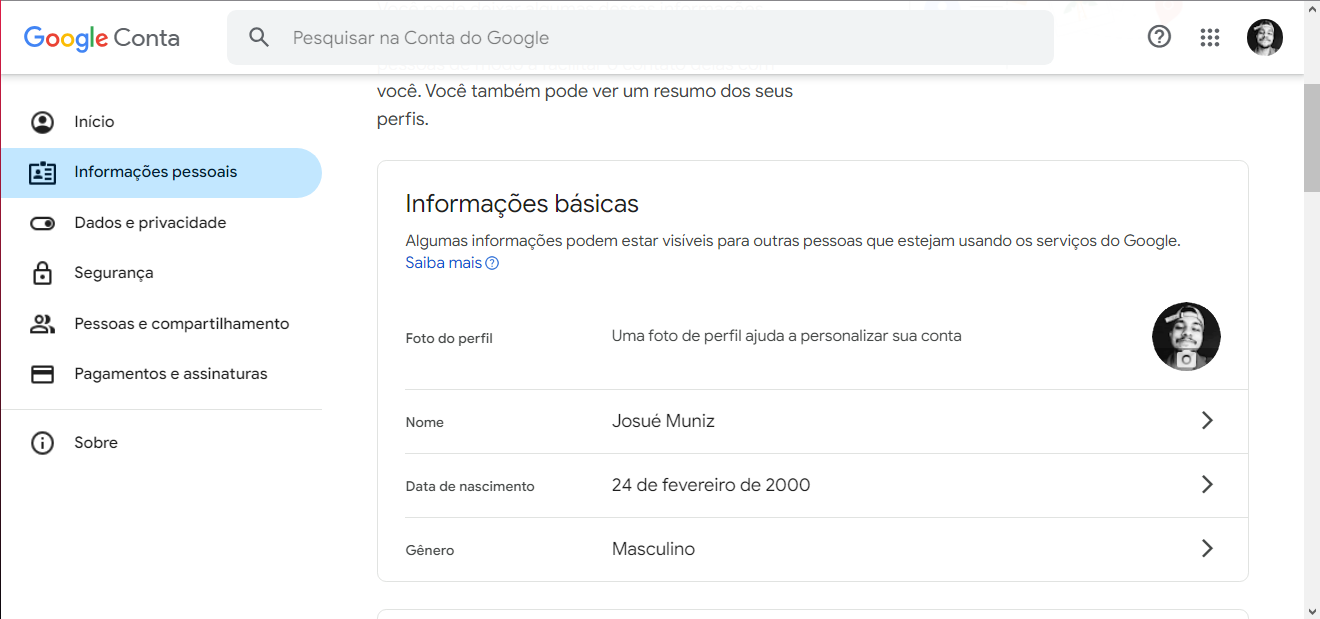 Google Conta
Pesquisar na Conta do Google
você. Você também pode ver um resumo dos seus
perfis.
Início
Informações pessoais
Dados e privacidade
Segurança
Pessoas e compartilhamento
Pagamentos e assinaturas
Sobre
Informações básicas
Algumas informações podem estar visíveis para outras pessoas que estejam usando os serviços do Google.
Saiba mais
Foto do perfil
Uma foto de perfil ajuda a personalizar sua conta
Nome
Josué Muniz
Data de nascimento
24 de fevereiro de 2000
Gênero
Masculino